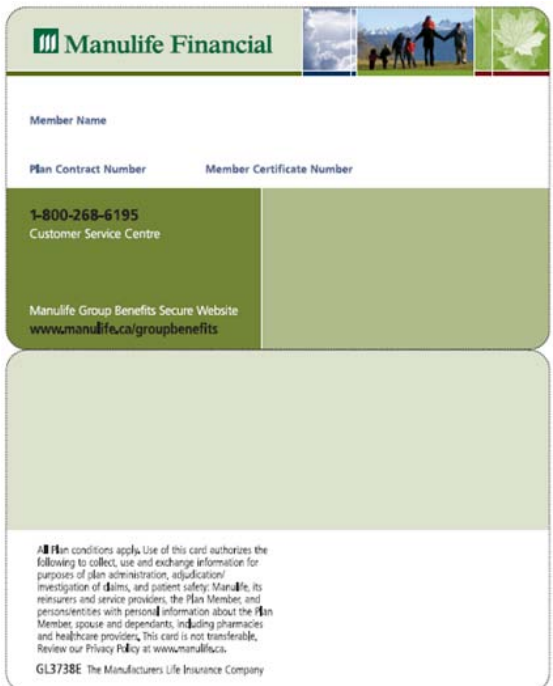 Manulife Financial
Member Name
Plan Contract Number Member Certificate Number
1-800-268-6195
Customer Service Centre
Manulife Group Benefits Secure Website
www.manulife.ca/groupbenefits
All Plan conditions apply. Use of this card authorizes the
following to collect, use and exchange information for
purposes of plan administration, adjudication/
investigation of claims, and patient safety: Manulife, its
reinsurers and service providers, the Plan Member, and
persons/entities with personal information about the Plan
Member, spouse and dependants, including pharmacies
and healthcare providers. This card is not transferable.
Review our Privacy Policy at www.manulife.ca.
GL3738E The Manufacturers Life Insurance Company